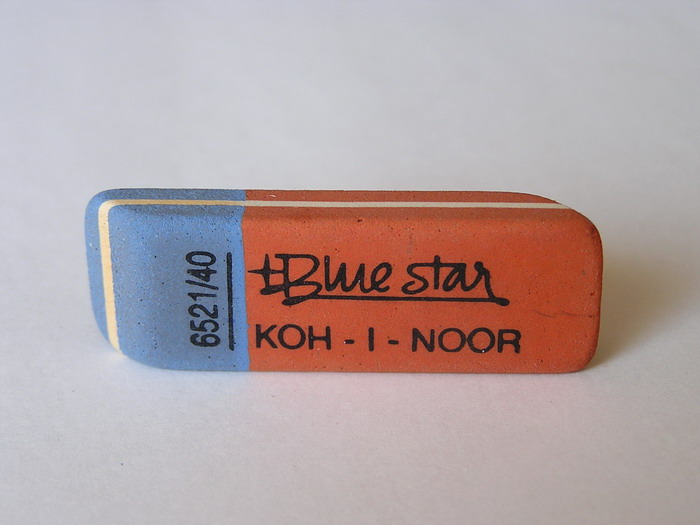 6521/40
Blue star
KOH-I-NOOR